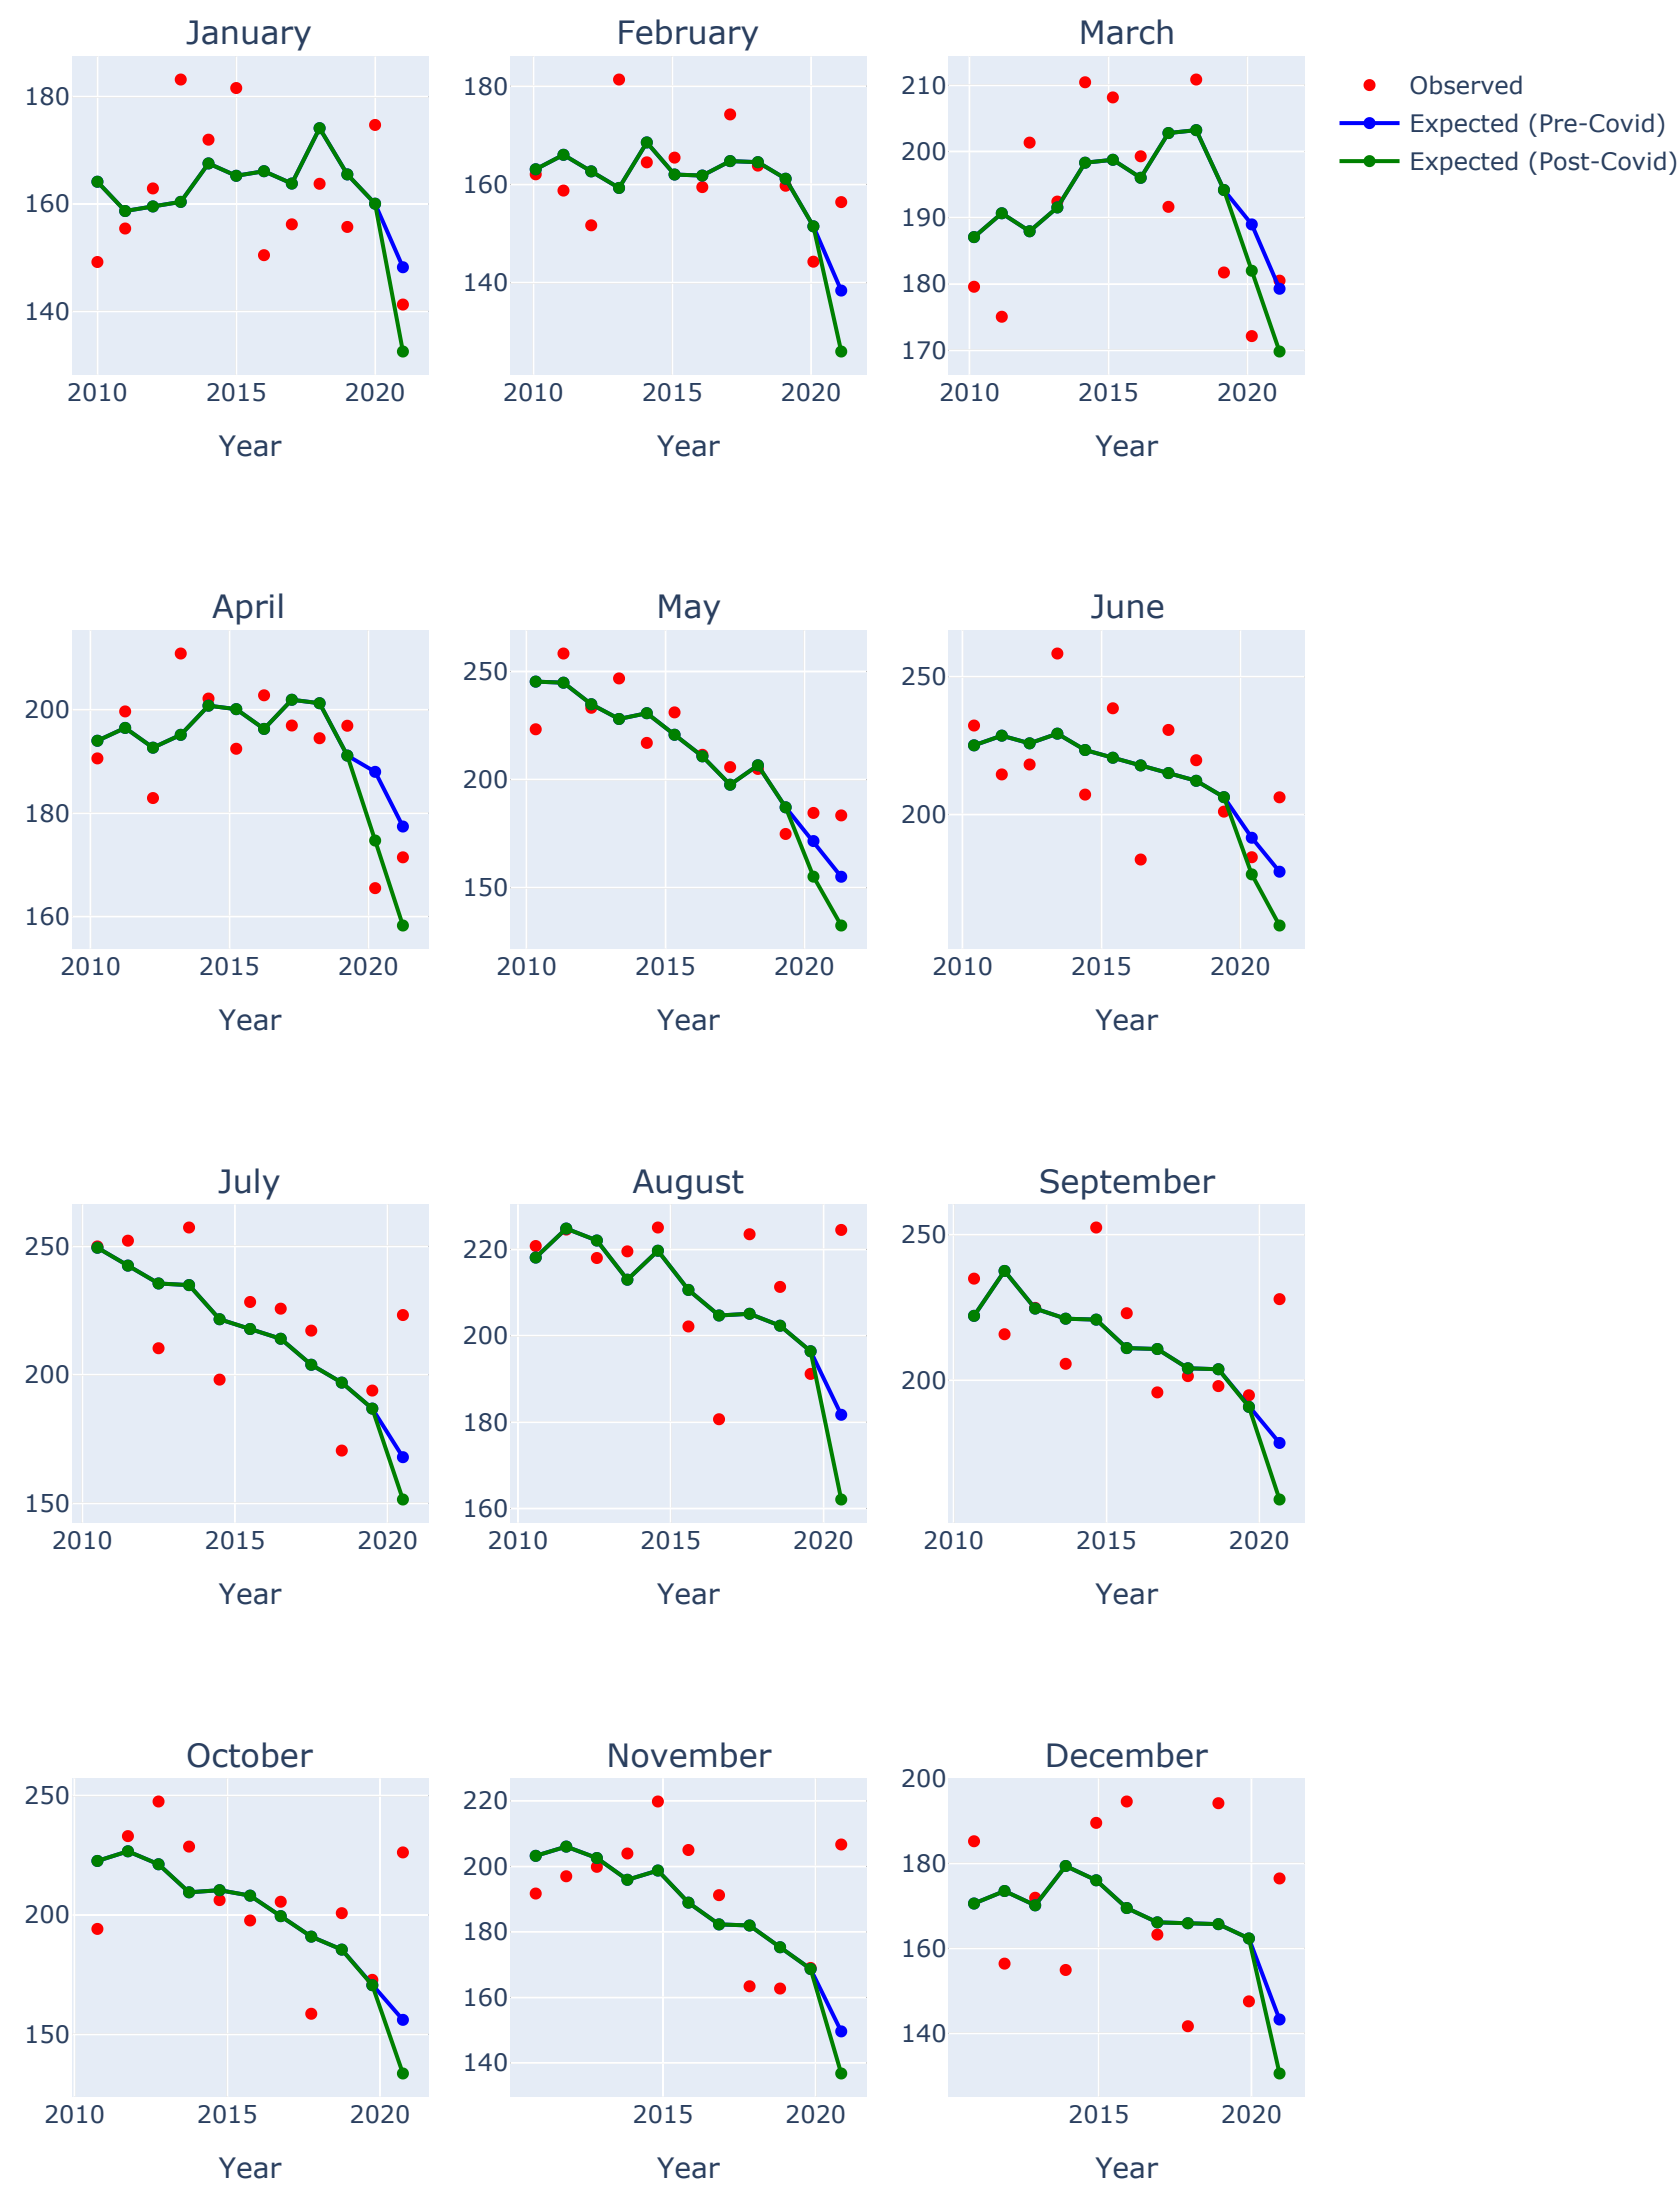 January
February
March
180
160
140
2010 2015 2020
Year
180
160
140
2010 2015 2020
Year
210
200
190
180
170
2010 2015 2020
Year
Observed
Expected (Pre-Covid)
Expected (Post-Covid)
April
May
June
200
180
160
2010 2015 2020
Year
250
200
150
2010 2015 2020
Year
250
200
2010 2015 2020
Year
July
August
September
250
200
150
2010 2015 2020
Year
220
200
180
160
2010 2015 2020
Year
250
200
2010 2015 2020
Year
October
November
December
250
200
150
2010 2015 2020
Year
220
200
180
160
140
2015 2020
Year
200
180
160
140
2015 2020
Year